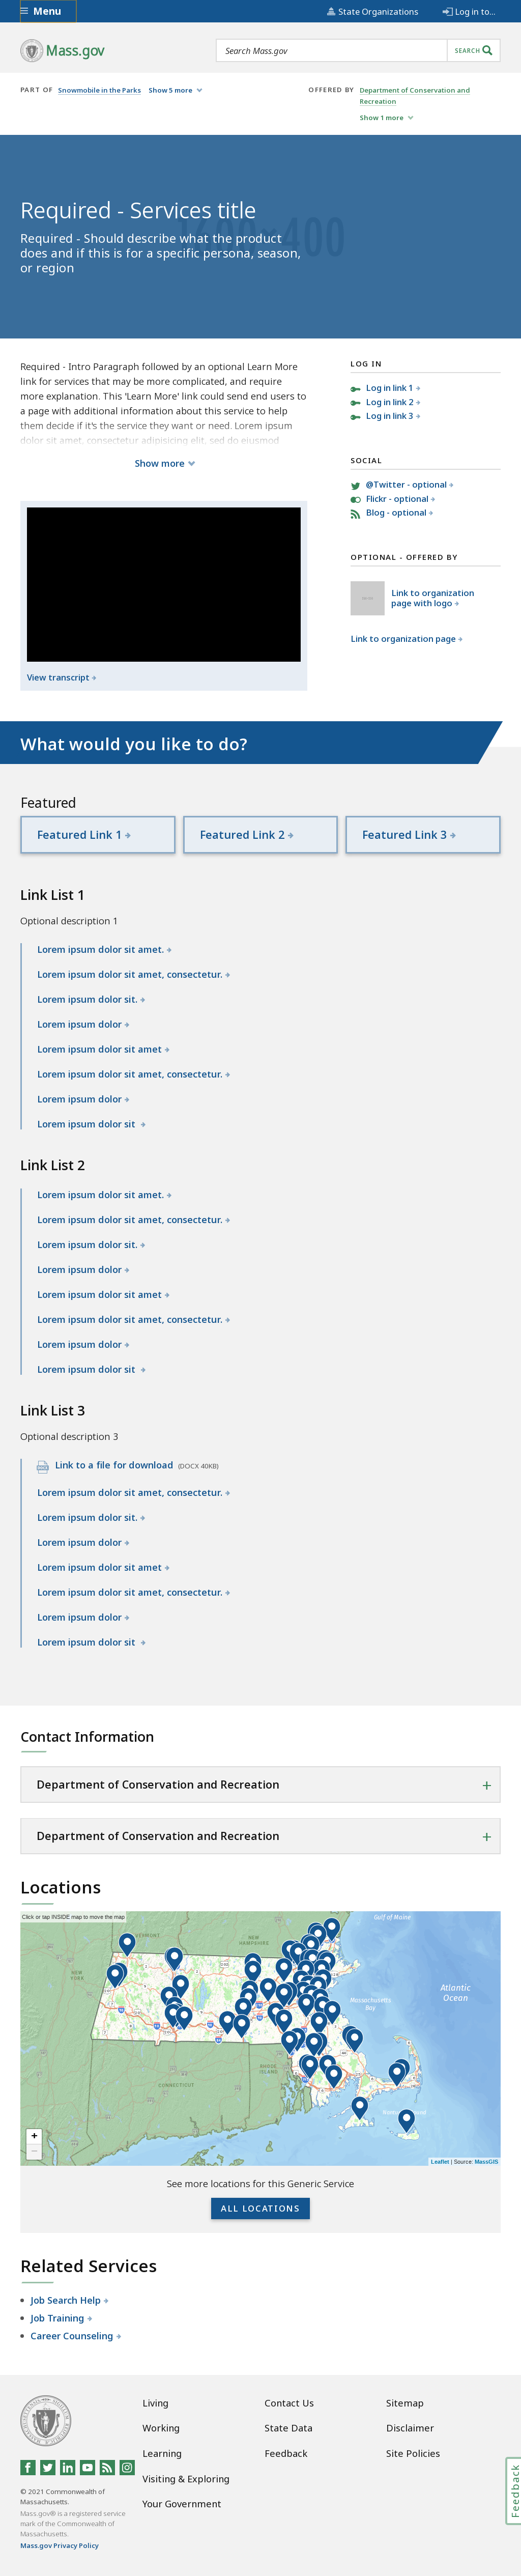 Menu
State Organizations
Log in to...
Mass.gov
Search Mass.gov
SEARCH
PART OF Snowmobile in the Parks Show 5 more
OFFERED BY Department of Conservation and
Recreation
Show 1 more
1600x400
Required - Services title
Required - Should describe what the product
does and if this is for a specific persona, season,
or region
Required - Intro Paragraph followed by an optional Learn More
link for services that may be more complicated, and require
more explanation. This 'Learn More' link could send end users to
a page with additional information about this service to help
them decide if it's the service they want or need. Lorem ipsum
dolor sit amet, consectetur adipisicing elit, sed do eiusmod
Show more
View transcript
LOG IN
Log in link 1
Log in link 2
Log in link 3
SOCIAL
@Twitter - optional
Flickr - optional
Blog - optional
OPTIONAL - OFFERED BY
Link to organization
page with logo
Link to organization page
What would you like to do?
Featured
Featured Link 1
Featured Link 2
Featured Link 3
Link List 1
Optional description 1
Lorem ipsum dolor sit amet.
Lorem ipsum dolor sit amet, consectetur.
Lorem ipsum dolor sit.
Lorem ipsum dolor
Lorem ipsum dolor sit amet
Lorem ipsum dolor sit amet, consectetur.
Lorem ipsum dolor
Lorem ipsum dolor sit
Link List 2
Lorem ipsum dolor sit amet.
Lorem ipsum dolor sit amet, consectetur.
Lorem ipsum dolor sit.
Lorem ipsum dolor
Lorem ipsum dolor sit amet
Lorem ipsum dolor sit amet, consectetur.
Lorem ipsum dolor
Lorem ipsum dolor sit
Link List 3
Optional description 3
Link to a file for download (DOCX 40KB)
Lorem ipsum dolor sit amet, consectetur.
Lorem ipsum dolor sit.
Lorem ipsum dolor
Lorem ipsum dolor sit amet
Lorem ipsum dolor sit amet, consectetur.
Lorem ipsum dolor
Lorem ipsum dolor sit
Contact Information
Department of Conservation and Recreation
+
Department of Conservation and Recreation
+
Locations
Click or tap INSIDE map to move the map
Gulf of Maine
NEW
HAMPSHIRE
NEW
YORK
Atlantic
Ocean
Massachusetts
Bay
CONNECTICUT
RHODE
ISLAND
+
−
Leaflet | Source: MassGIS
See more locations for this Generic Service
ALL LOCATIONS
Related Services
Job Search Help
Job Training
Career Counseling
Living
Working
Learning
Visiting & Exploring
Your Government
Contact Us
State Data
Feedback
Sitemap
Disclaimer
Site Policies
© 2021 Commonwealth of
Massachusetts.
Mass.gov® is a registered service
mark of the Commonwealth of
Massachusetts.
Mass.gov Privacy Policy
Feedback